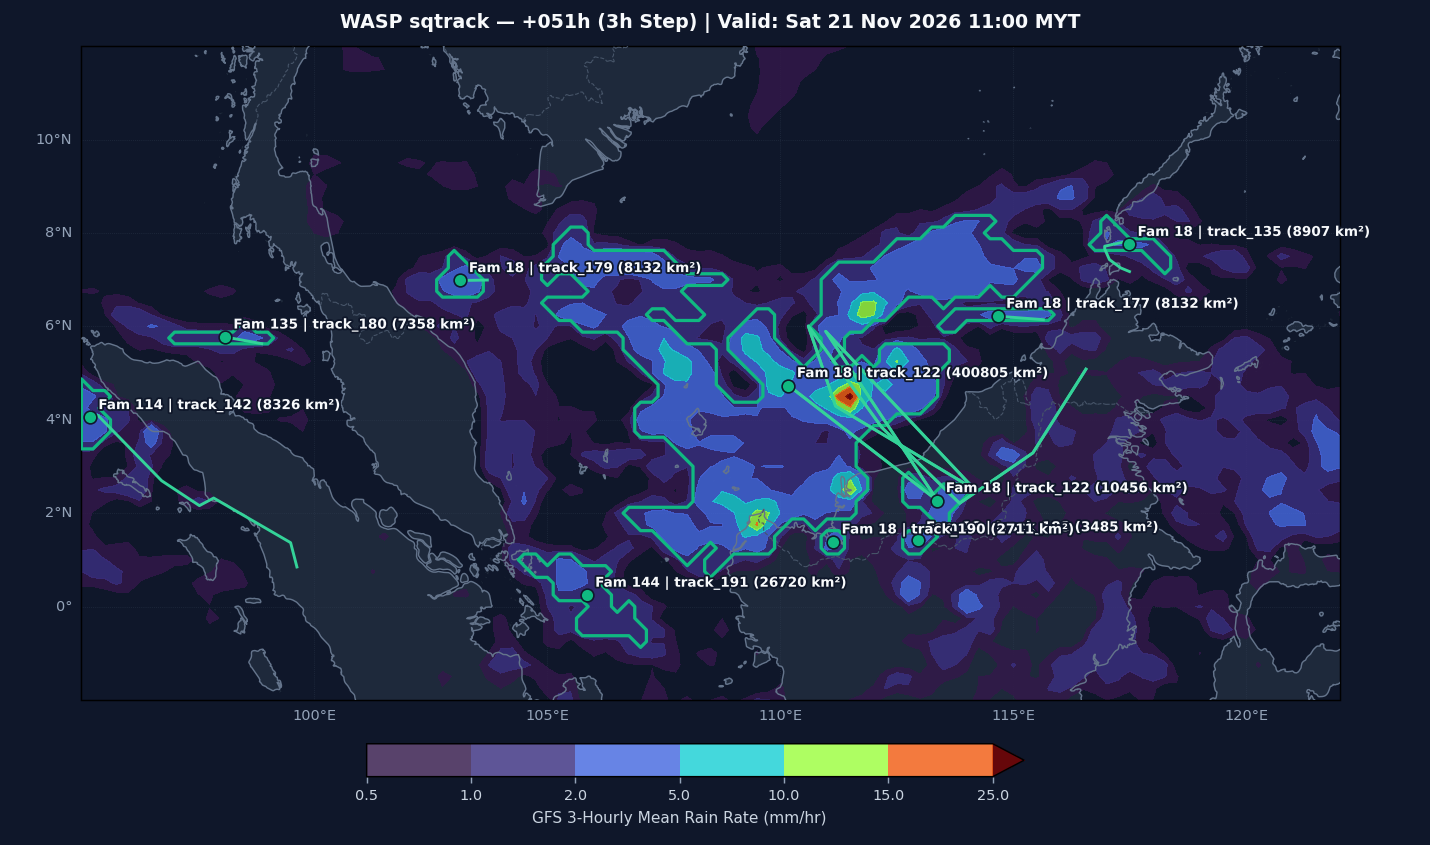 WASP sqtrack — +051h (3h Step) | Valid: Sat 21 Nov 2026 11:00 MYT
10°N
8°N
6°N
4°N
2°N
0°
Fam 18 | track_135 (8907 km²)
Fam 18 | track_179 (8132 km²)
Fam 18 | track_177 (8132 km²)
Fam 135 | track_180 (7358 km²)
Fam 18 | track_122 (400805 km²)
Fam 114 | track_142 (8326 km²)
Fam 18 | track_122 (10456 km²)
Fam 18 | track_190 (2711 km²)
(3485 km²)
Fam 144 | track_191 (26720 km²)
100°E
105°E
110°E
115°E
120°E
0.5
1.0
2.0
5.0
10.0
15.0
25.0
GFS 3-Hourly Mean Rain Rate (mm/hr)